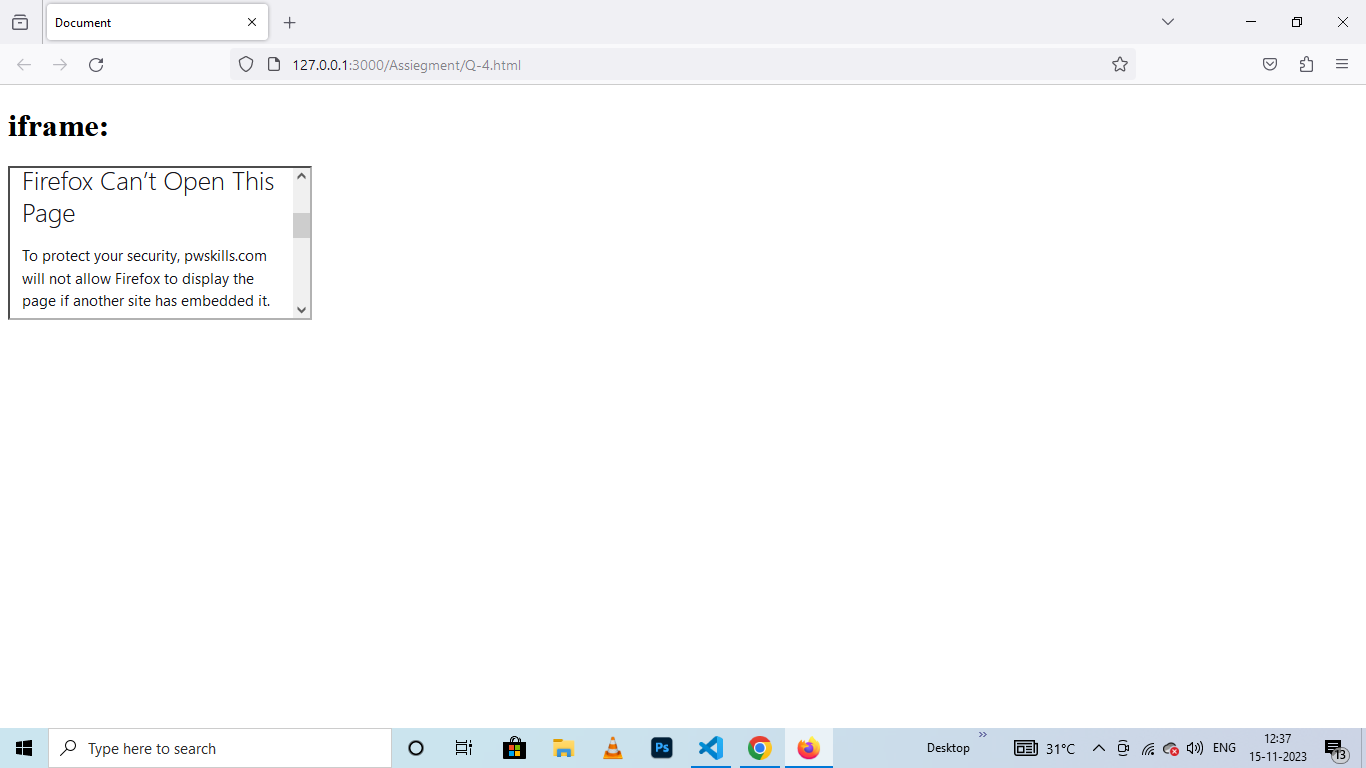 Document
127.0.0.1:3000/Assiegment/Q-4.html
iframe:
Firefox Can’t Open This
Page
To protect your security, pwskills.com
will not allow Firefox to display the
page if another site has embedded it.
Type here to search
Ps
Desktop
»
31°C
ENG
12:37
15-11-2023
13